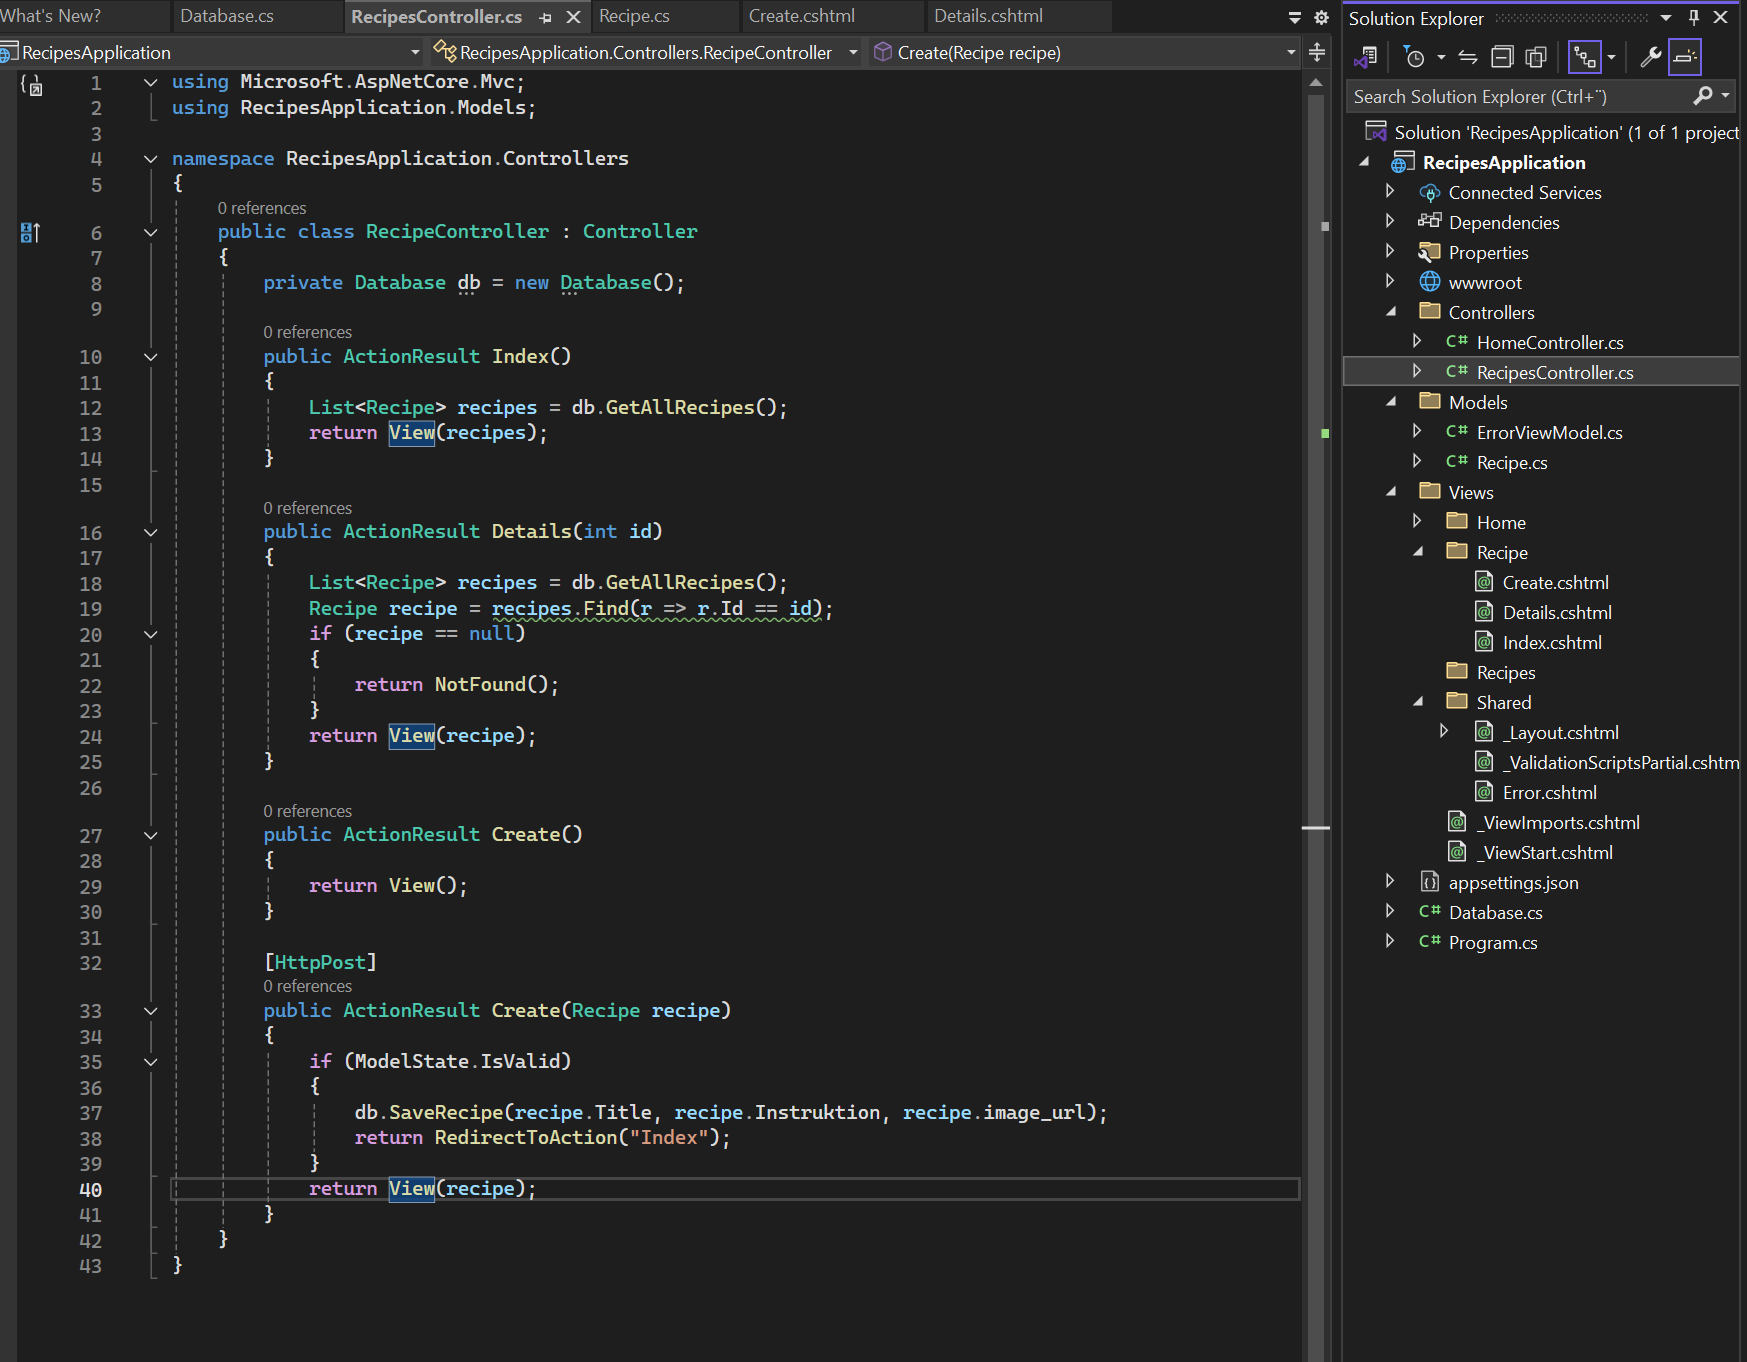 What's New?
Database.cs
RecipesController.cs
Recipe.cs
Create.cshtml
Details.cshtml
RecipesApplication
RecipesApplication.Controllers.RecipeController
Create(Recipe recipe)
1 using Microsoft.AspNetCore.Mvc;
2 using RecipesApplication.Models;
3
4 namespace RecipesApplication.Controllers
5 {
0 references
6 public class RecipeController : Controller
7 {
8 private Database db = new Database();
9
0 references
10 public ActionResult Index()
11 {
12 List<Recipe> recipes = db.GetAllRecipes();
13 return View(recipes);
14 }
15
0 references
16 public ActionResult Details(int id)
17 {
18 List<Recipe> recipes = db.GetAllRecipes();
19 Recipe recipe = recipes.Find(r => r.Id == id);
20 if (recipe == null)
21 {
22 return NotFound();
23 }
24 return View(recipe);
25 }
26
0 references
27 public ActionResult Create()
28 {
29 return View();
30 }
31
32 [HttpPost]
0 references
33 public ActionResult Create(Recipe recipe)
34 {
35 if (ModelState.IsValid)
36 {
37 db.SaveRecipe(recipe.Title, recipe.Instruktion, recipe.image_url);
38 return RedirectToAction("Index");
39 }
40 return View(recipe);
41 }
42 }
43 }
Solution Explorer
Search Solution Explorer (Ctrl+¨)
Solution 'RecipesApplication' (1 of 1 project
RecipesApplication
Connected Services
Dependencies
Properties
wwwroot
Controllers
C# HomeController.cs
C# RecipesController.cs
Models
C# ErrorViewModel.cs
C# Recipe.cs
Views
Home
Recipe
Create.cshtml
Details.cshtml
Index.cshtml
Recipes
Shared
_Layout.cshtml
_ValidationScriptsPartial.cshtm
Error.cshtml
_ViewImports.cshtml
_ViewStart.cshtml
appsettings.json
C# Database.cs
C# Program.cs